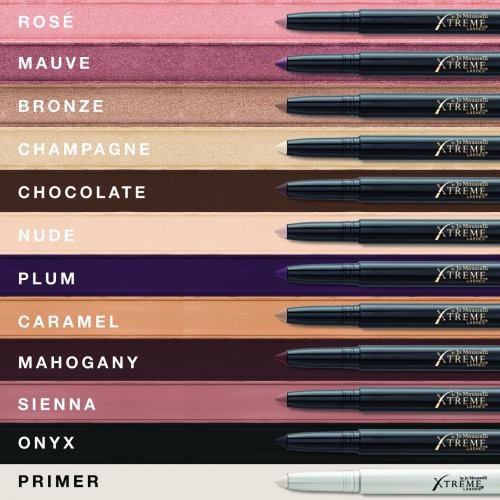 ROSÉ
by Jo Mousselli
XTREME
LASHES®
MAUVE
by Jo Mousselli
XTREME
LASHES®
BRONZE
by Jo Mousselli
XTREME
LASHES®
CHAMPAGNE
by Jo Mousselli
XTREME
LASHES®
CHOCOLATE
by Jo Mousselli
XTREME
LASHES®
NUDE
by Jo Mousselli
XTREME
LASHES®
PLUM
by Jo Mousselli
XTREME
LASHES®
CARAMEL
by Jo Mousselli
XTREME
LASHES®
MAHOGANY
by Jo Mousselli
XTREME
LASHES®
SIENNA
by Jo Mousselli
XTREME
LASHES®
ONYX
by Jo Mousselli
XTREME
LASHES®
PRIMER
by Jo Mousselli
XTREME
LASHES®